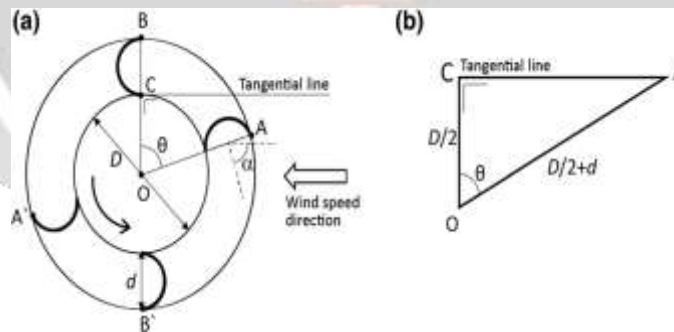 (a)
B
C
Tangential line
A
θ
α
D
O
Wind speed
direction
A`
d
B`
(b)
C
Tangential line
D/2
θ
D/2+d
O